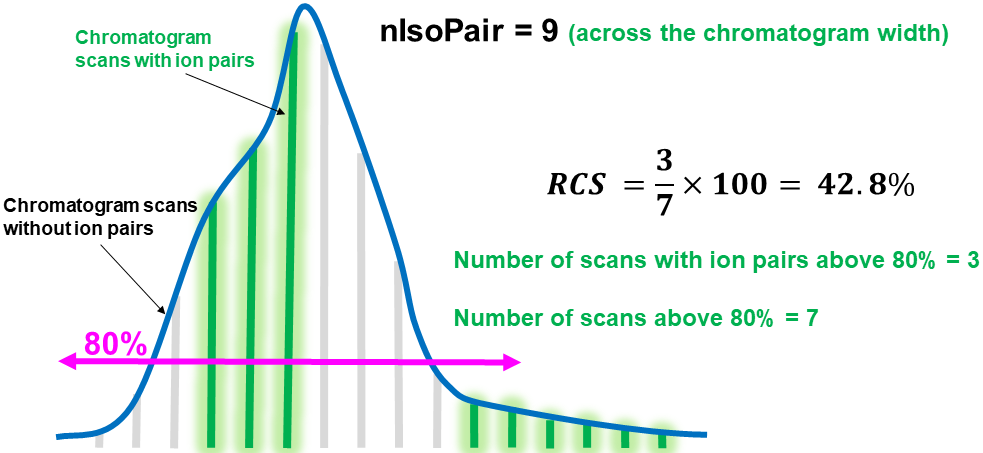 nIsoPair = 9 (across the chromatogram width)
Chromatogram
scans with ion pairs
RCS = 3/7 × 100 = 42.8%
Chromatogram scans
without ion pairs
Number of scans with ion pairs above 80% = 3
Number of scans above 80% = 7
80%